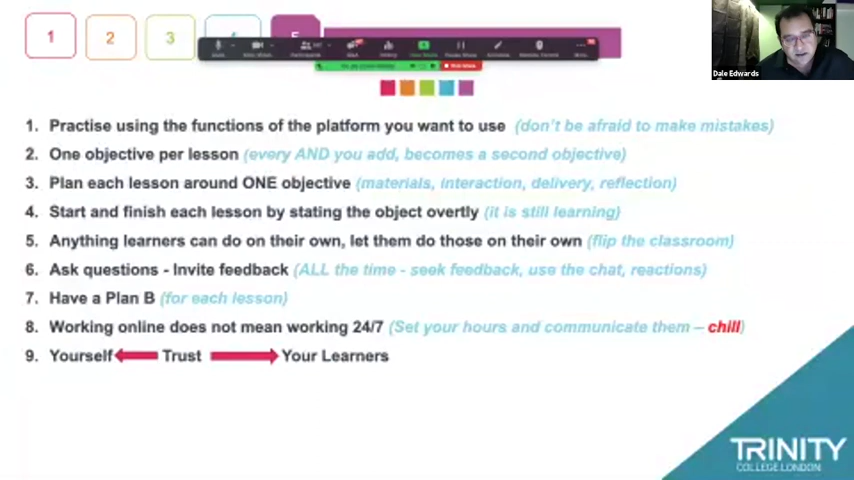 1
2
3
Dale Edwards
1. Practise using the functions of the platform you want to use (don't be afraid to make mistakes)
2. One objective per lesson (every AND you add, becomes a second objective)
3. Plan each lesson around ONE objective (materials, interaction, delivery, reflection)
4. Start and finish each lesson by stating the object overtly (it is still learning)
5. Anything learners can do on their own, let them do those on their own (flip the classroom)
6. Ask questions - Invite feedback (ALL the time - seek feedback, use the chat, reactions)
7. Have a Plan B (for each lesson)
8. Working online does not mean working 24/7 (Set your hours and communicate them – chill)
9. Yourself Trust Your Learners
TRINITY
COLLEGE LONDON